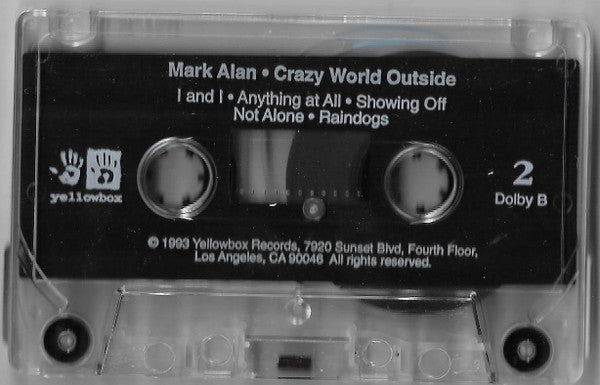 Mark Alan • Crazy World Outside
I and I • Anything at All • Showing Off
Not Alone • Raindogs
yellowbox
2
Dolby B
© 1993 Yellowbox Records, 7920 Sunset Blvd, Fourth Floor,
Los Angeles, CA 90046 All rights reserved.